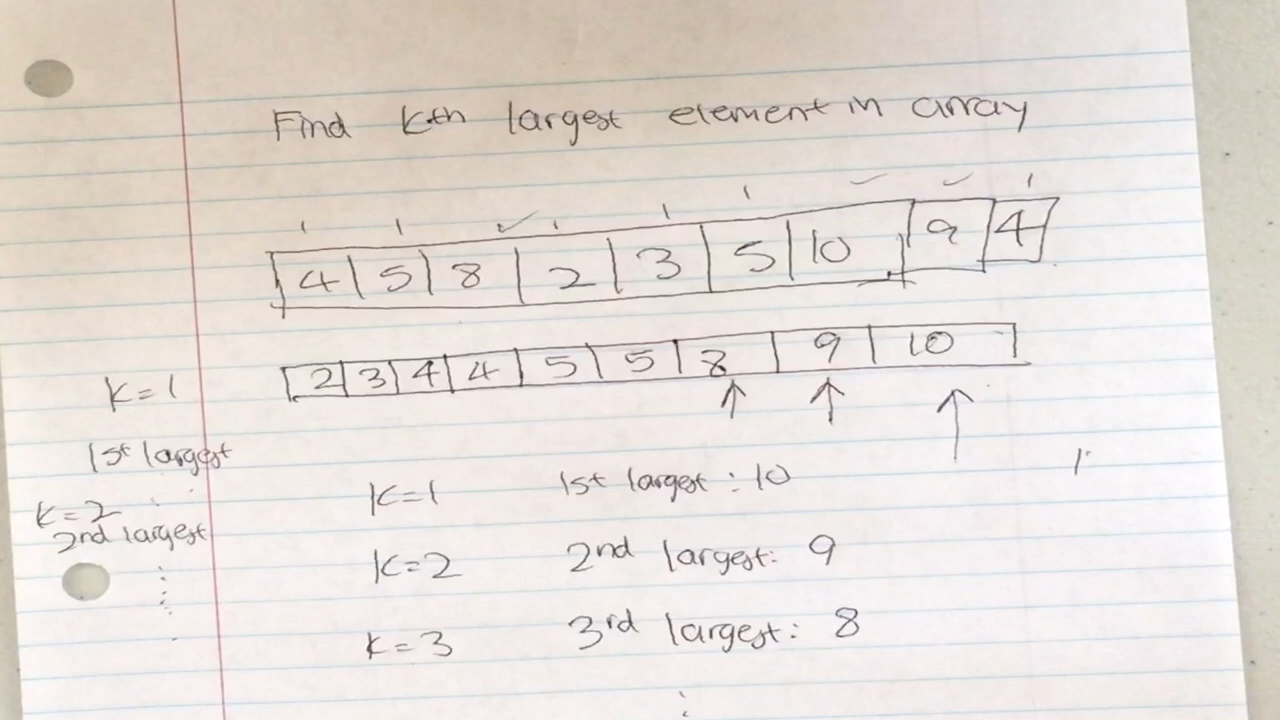 Find kth largest element in array
4 5 8 2 3 5 10 9 4
2 3 4 4 5 5 8 9 10
K=1
1st largest
K=2
2nd largest
K=1 1st largest: 10
K=2 2nd largest: 9
K=3 3rd largest: 8